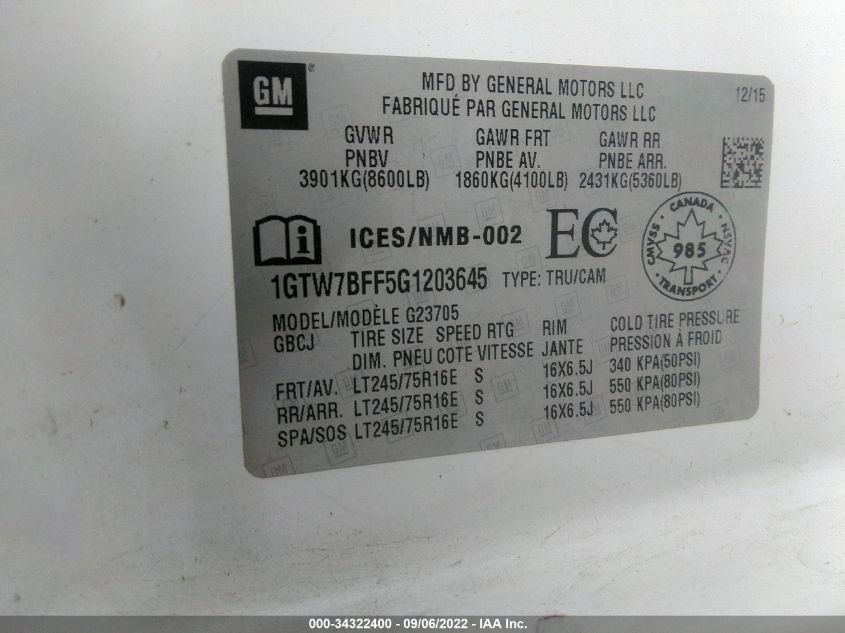 GM ®
MFD BY GENERAL MOTORS LLC
FABRIQUÉ PAR GENERAL MOTORS LLC
12/15
GVWR GAWR FRT GAWR RR
PNBV PNBE AV. PNBE ARR.
3901KG(8600LB) 1860KG(4100LB) 2431KG(5360LB)
i ICES/NMB-002 EC
CANADA
CMVSS 985 NSVAC
TRANSPORT
1GTW7BFF5G1203645 TYPE: TRU/CAM
MODEL/MODÈLE G23705
GBCJ TIRE SIZE SPEED RTG RIM COLD TIRE PRESSURE
DIM. PNEU COTE VITESSE JANTE PRESSION À FROID
FRT/AV. LT245/75R16E S 16X6.5J 340 KPA(50PSI)
RR/ARR. LT245/75R16E S 16X6.5J 550 KPA(80PSI)
SPA/SOS LT245/75R16E S 16X6.5J 550 KPA(80PSI)
000-34322400 - 09/06/2022 - IAA Inc.